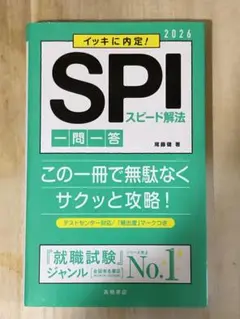 イッキに内定!
2026
SPI
スピード解法
一問一答
尾藤健 著
この一冊で無駄なく
サクッと攻略!
テストセンター対応/「頻出度」マークつき
『就職試験』
ジャンル
No.1
高橋書店